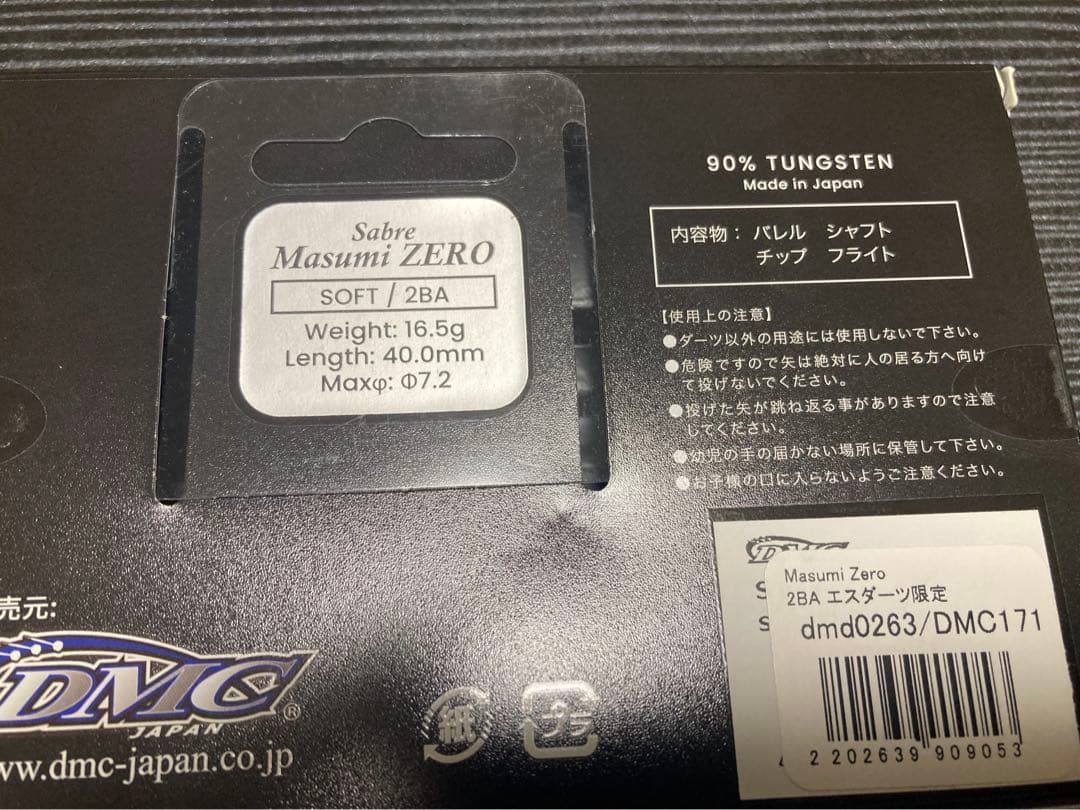 Sabre
Masumi ZERO
SOFT / 2BA
Weight: 16.5g
Length: 40.0mm
Maxφ: Φ7.2
90% TUNGSTEN
Made in Japan
内容物： バレル シャフト
チップ フライト
【使用上の注意】
●ダーツ以外の用途には使用しないで下さい。
●危険ですので矢は絶対に人の居る方へ向け
て投げないでください。
●投げた矢が跳ね返る事がありますので注意
してください。
●幼児の手の届かない場所に保管して下さい。
●お子様の口に入らないようご注意ください。
売元:
DMC®
JAPAN
www.dmc-japan.co.jp
紙
プラ
DMC
Masumi Zero
2BA エスダーツ限定
dmd0263/DMC171
2 202639 909053